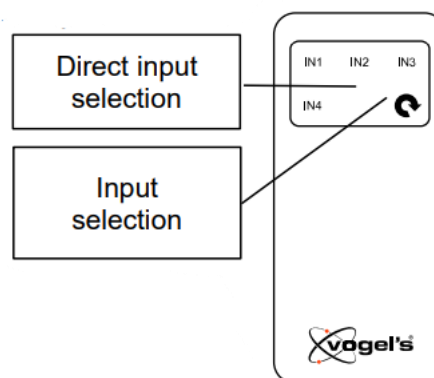 Direct input
selection
IN1 IN2 IN3
IN4
Input
selection
vogel's®